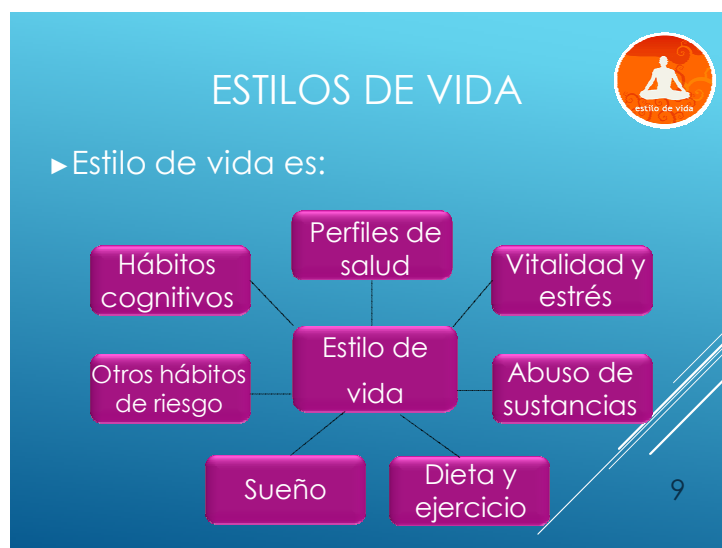 ESTILOS DE VIDA
estilo de vida
►Estilo de vida es:
Perfiles de
salud
Hábitos
cognitivos
Vitalidad y
estrés
Estilo de
vida
Otros hábitos
de riesgo
Abuso de
sustancias
Sueño
Dieta y
ejercicio
9